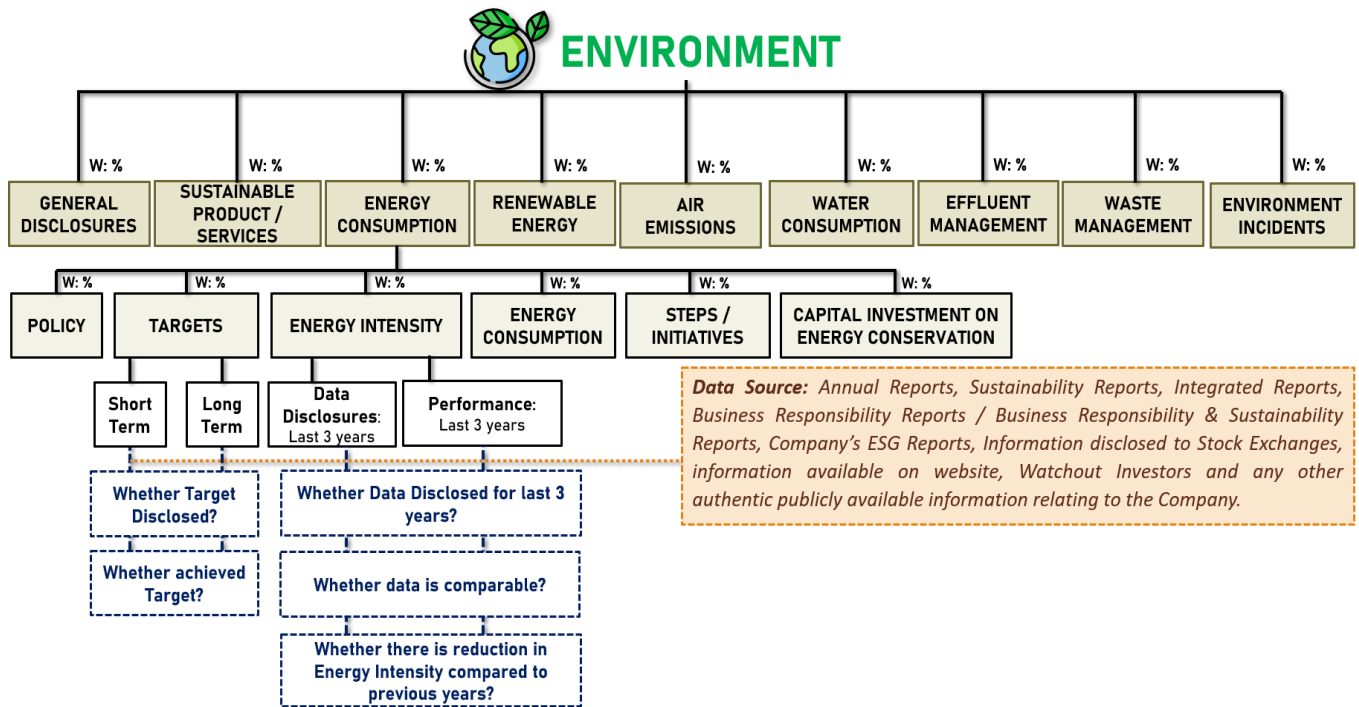 ENVIRONMENT
W: %
W: %
W: %
W: %
W: %
W: %
W: %
W: %
W: %
GENERAL
DISCLOSURES
SUSTAINABLE
PRODUCT /
SERVICES
ENERGY
CONSUMPTION
RENEWABLE
ENERGY
AIR
EMISSIONS
WATER
CONSUMPTION
EFFLUENT
MANAGEMENT
WASTE
MANAGEMENT
ENVIRONMENT
INCIDENTS
W: %
W: %
W: %
W: %
W: %
W: %
POLICY
TARGETS
ENERGY INTENSITY
ENERGY
CONSUMPTION
STEPS /
INITIATIVES
CAPITAL INVESTMENT ON
ENERGY CONSERVATION
Short
Term
Long
Term
Data
Disclosures:
Last 3 years
Performance:
Last 3 years
Data Source: Annual Reports, Sustainability Reports, Integrated Reports,
Business Responsibility Reports / Business Responsibility & Sustainability
Reports, Company's ESG Reports, Information disclosed to Stock Exchanges,
information available on website, Watchout Investors and any other
authentic publicly available information relating to the Company.
Whether Target
Disclosed?
Whether achieved
Target?
Whether Data Disclosed for last 3
years?
Whether data is comparable?
Whether there is reduction in
Energy Intensity compared to
previous years?